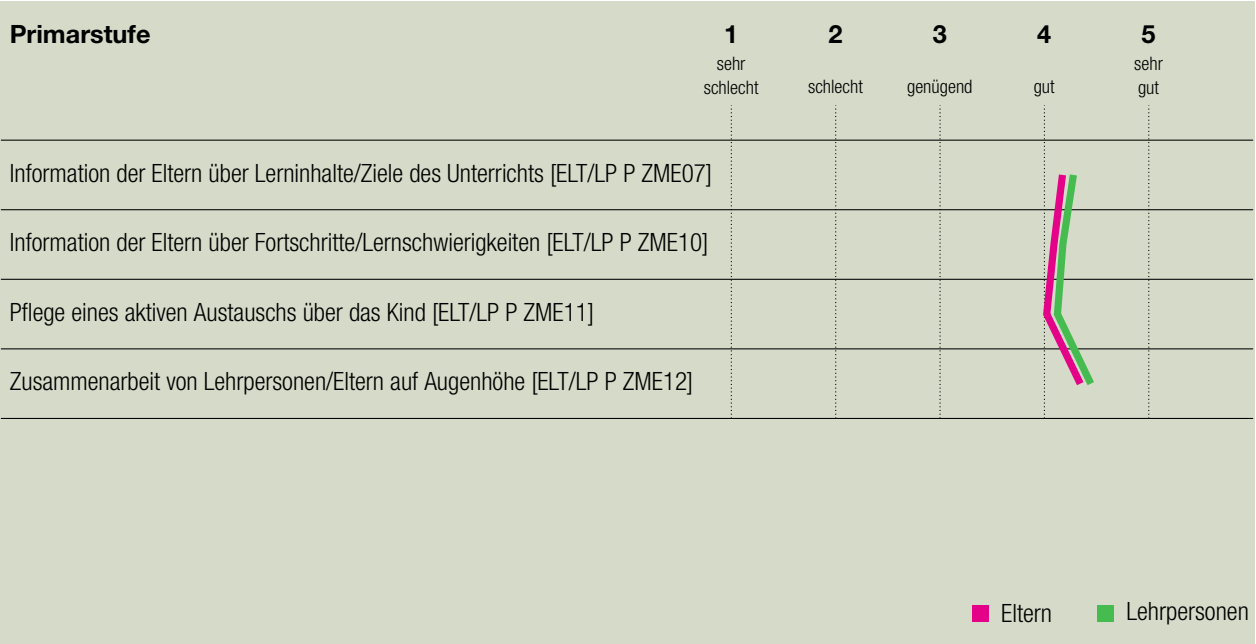 Primarstufe 1 2 3 4 5
sehr sehr
schlecht schlecht genügend gut gut
Information der Eltern über Lerninhalte/Ziele des Unterrichts [ELT/LP P ZME07]
Information der Eltern über Fortschritte/Lernschwierigkeiten [ELT/LP P ZME10]
Pflege eines aktiven Austauschs über das Kind [ELT/LP P ZME11]
Zusammenarbeit von Lehrpersonen/Eltern auf Augenhöhe [ELT/LP P ZME12]
Eltern Lehrpersonen